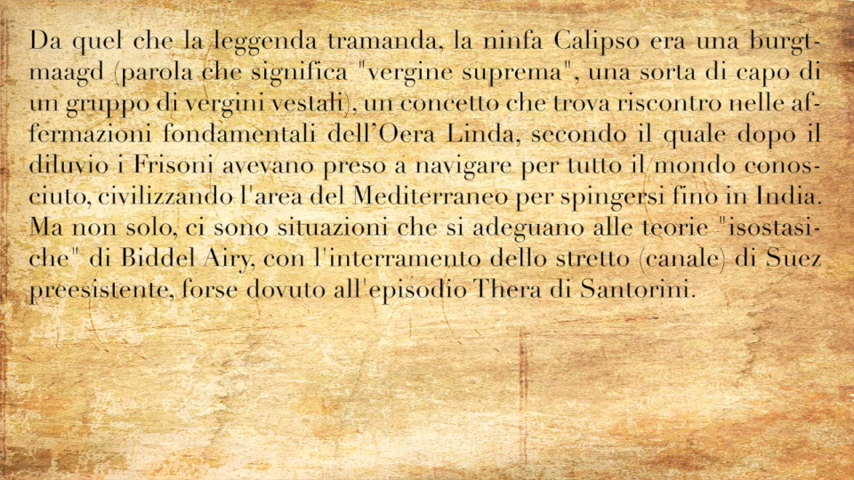 Da quel che la leggenda tramanda, la ninfa Calipso era una burgt-
maagd (parola che significa "vergine suprema", una sorta di capo di
un gruppo di vergini vestali), un concetto che trova riscontro nelle af-
fermazioni fondamentali dell’Oera Linda, secondo il quale dopo il
diluvio i Frisoni avevano preso a navigare per tutto il mondo conos-
ciuto, civilizzando l'area del Mediterraneo per spingersi fino in India.
Ma non solo, ci sono situazioni che si adeguano alle teorie "isostasi-
che" di Biddel Airy, con l'interramento dello stretto (canale) di Suez
preesistente, forse dovuto all'episodio Thera di Santorini.